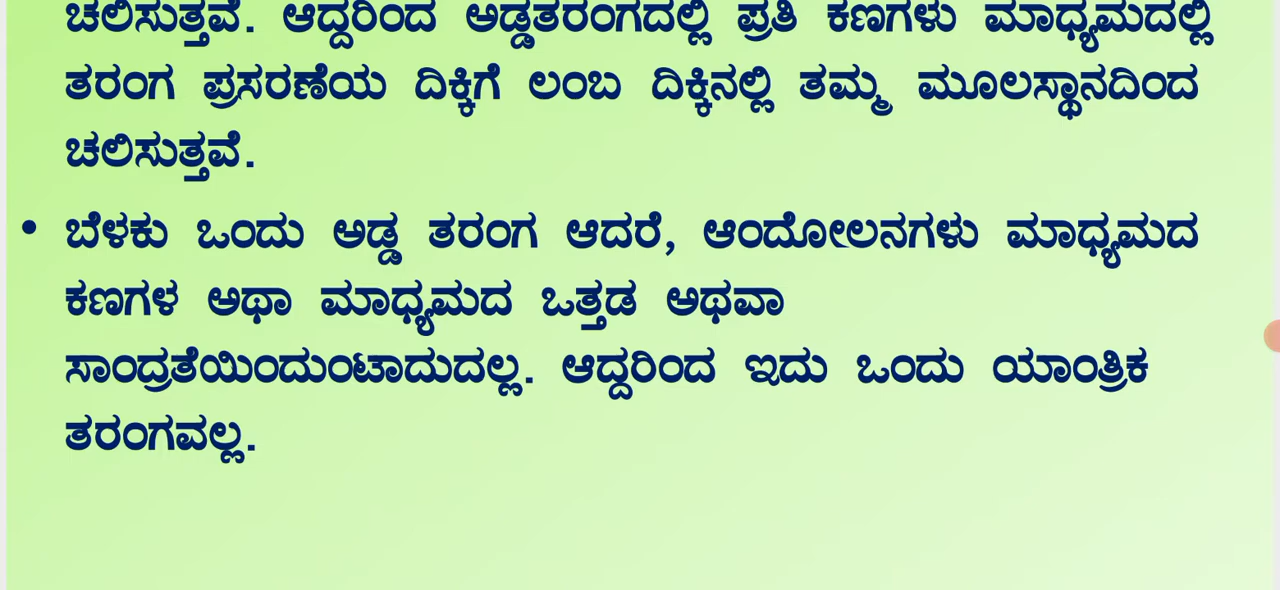 ಚಲಿಸುತ್ತವೆ. ಆದ್ದರಿಂದ ಅಡ್ಡತರಂಗದಲ್ಲಿ ಪ್ರತಿ ಕಣಗಳು ಮಾಧ್ಯಮದಲ್ಲಿ
ತರಂಗ ಪ್ರಸರಣೆಯ ದಿಕ್ಕಿಗೆ ಲಂಬ ದಿಕ್ಕಿನಲ್ಲಿ ತಮ್ಮ ಮೂಲಸ್ಥಾನದಿಂದ
ಚಲಿಸುತ್ತವೆ.
• ಬೆಳಕು ಒಂದು ಅಡ್ಡ ತರಂಗ ಆದರೆ, ಆಂದೋಲನಗಳು ಮಾಧ್ಯಮದ
ಕಣಗಳ ಅಥಾ ಮಾಧ್ಯಮದ ಒತ್ತಡ ಅಥವಾ
ಸಾಂದ್ರತೆಯಿಂದುಂಟಾದುದಲ್ಲ. ಆದ್ದರಿಂದ ಇದು ಒಂದು ಯಾಂತ್ರಿಕ
ತರಂಗವಲ್ಲ.